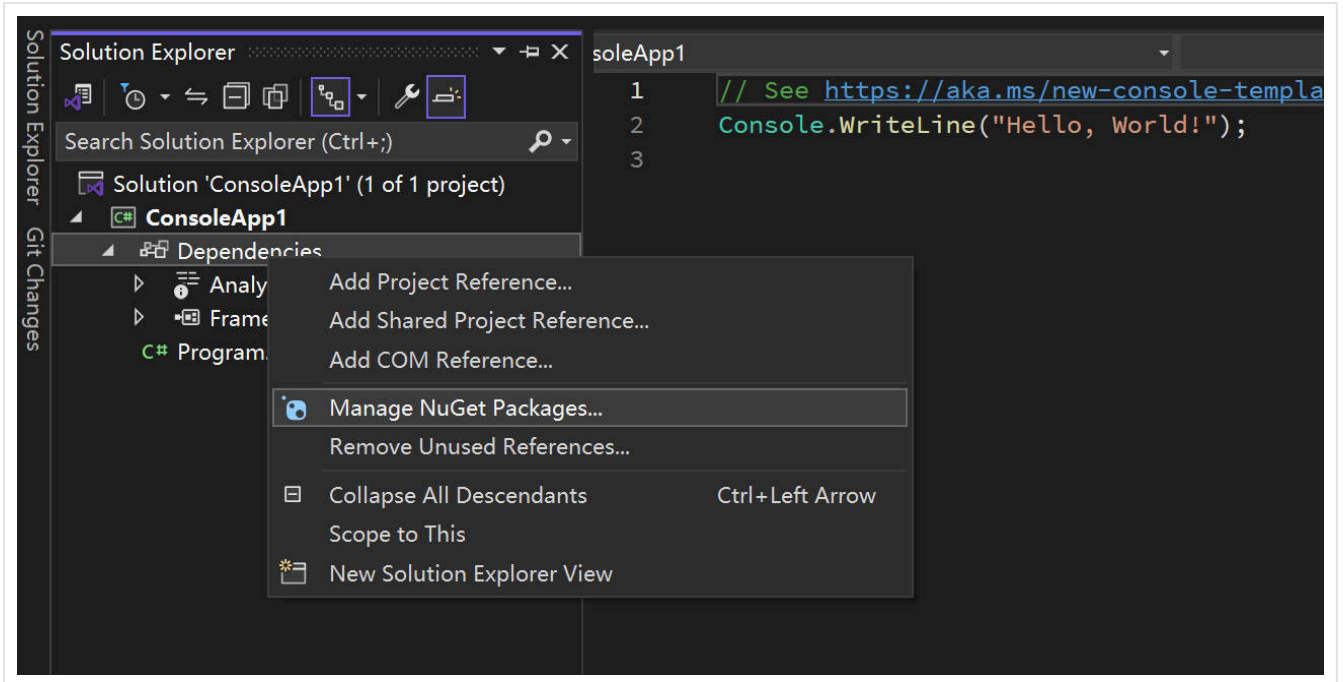 Solution Explorer
Git Changes
Solution Explorer
Search Solution Explorer (Ctrl+;)
Solution 'ConsoleApp1' (1 of 1 project)
C# ConsoleApp1
Dependencies
Analy
Frame
C# Program.
Add Project Reference...
Add Shared Project Reference...
Add COM Reference...
Manage NuGet Packages...
Remove Unused References...
Collapse All Descendants Ctrl+Left Arrow
Scope to This
New Solution Explorer View
soleApp1
1 // See https://aka.ms/new-console-templa
2 Console.WriteLine("Hello, World!");
3